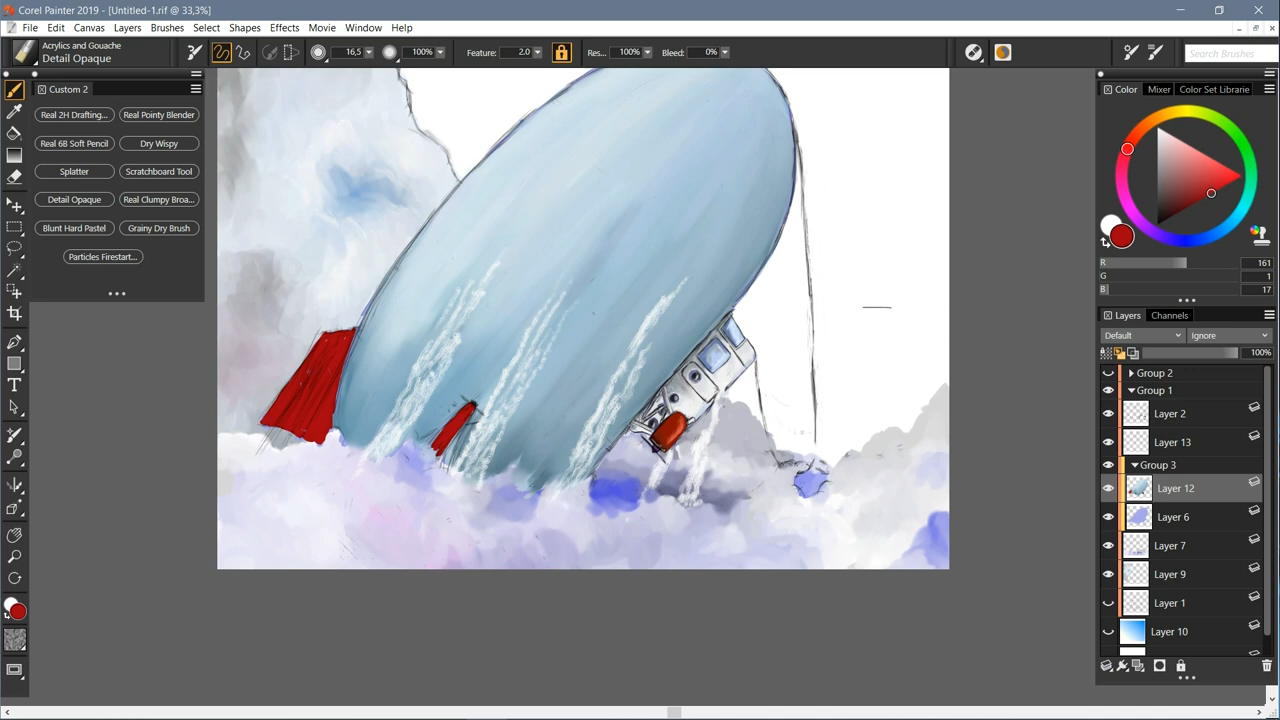 Corel Painter 2019 - [Untitled-1.rif @ 33,3%]
File Edit Canvas Layers Brushes Select Shapes Effects Movie Window Help
Acrylics and Gouache
Detail Opaque
16,5 100% Feature: 2.0 Res... 100% Bleed: 0% Search Brushes
Custom 2
Real 2H Drafting... Real Pointy Blender
Real 6B Soft Pencil Dry Wispy
Splatter Scratchboard Tool
Detail Opaque Real Clumpy Broa...
Blunt Hard Pastel Grainy Dry Brush
Particles Firestart...
Color Mixer Color Set Librarie
R 161
G 1
B 17
Layers Channels
Default Ignore
100%
Group 2
Group 1
Layer 2
Layer 13
Group 3
Layer 12
Layer 6
Layer 7
Layer 9
Layer 1
Layer 10